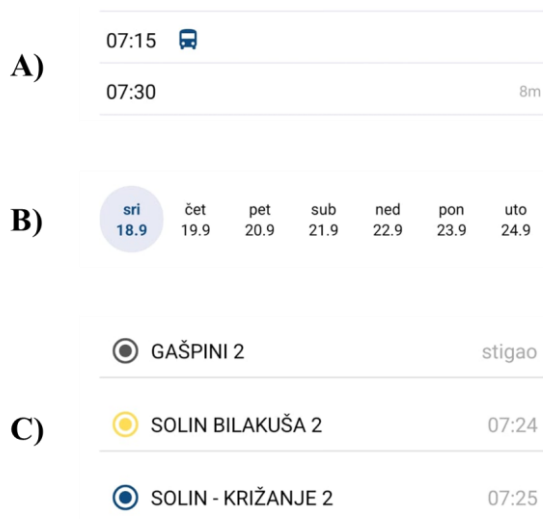 A)
07:15
07:30 8m
B)
sri čet pet sub ned pon uto
18.9 19.9 20.9 21.9 22.9 23.9 24.9
C)
GAŠPINI 2 stigao
SOLIN BILAKUŠA 2 07:24
SOLIN - KRIŽANJE 2 07:25